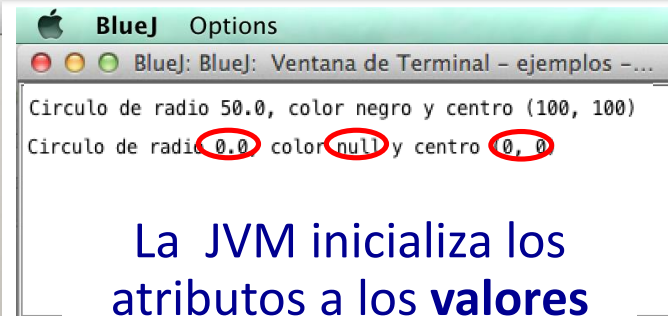 BlueJ Options
BlueJ: BlueJ: Ventana de Terminal – ejemplos –...
Circulo de radio 50.0, color negro y centro (100, 100)
Circulo de radio 0.0, color null y centro (0, 0)
La JVM inicializa los
atributos a los valores